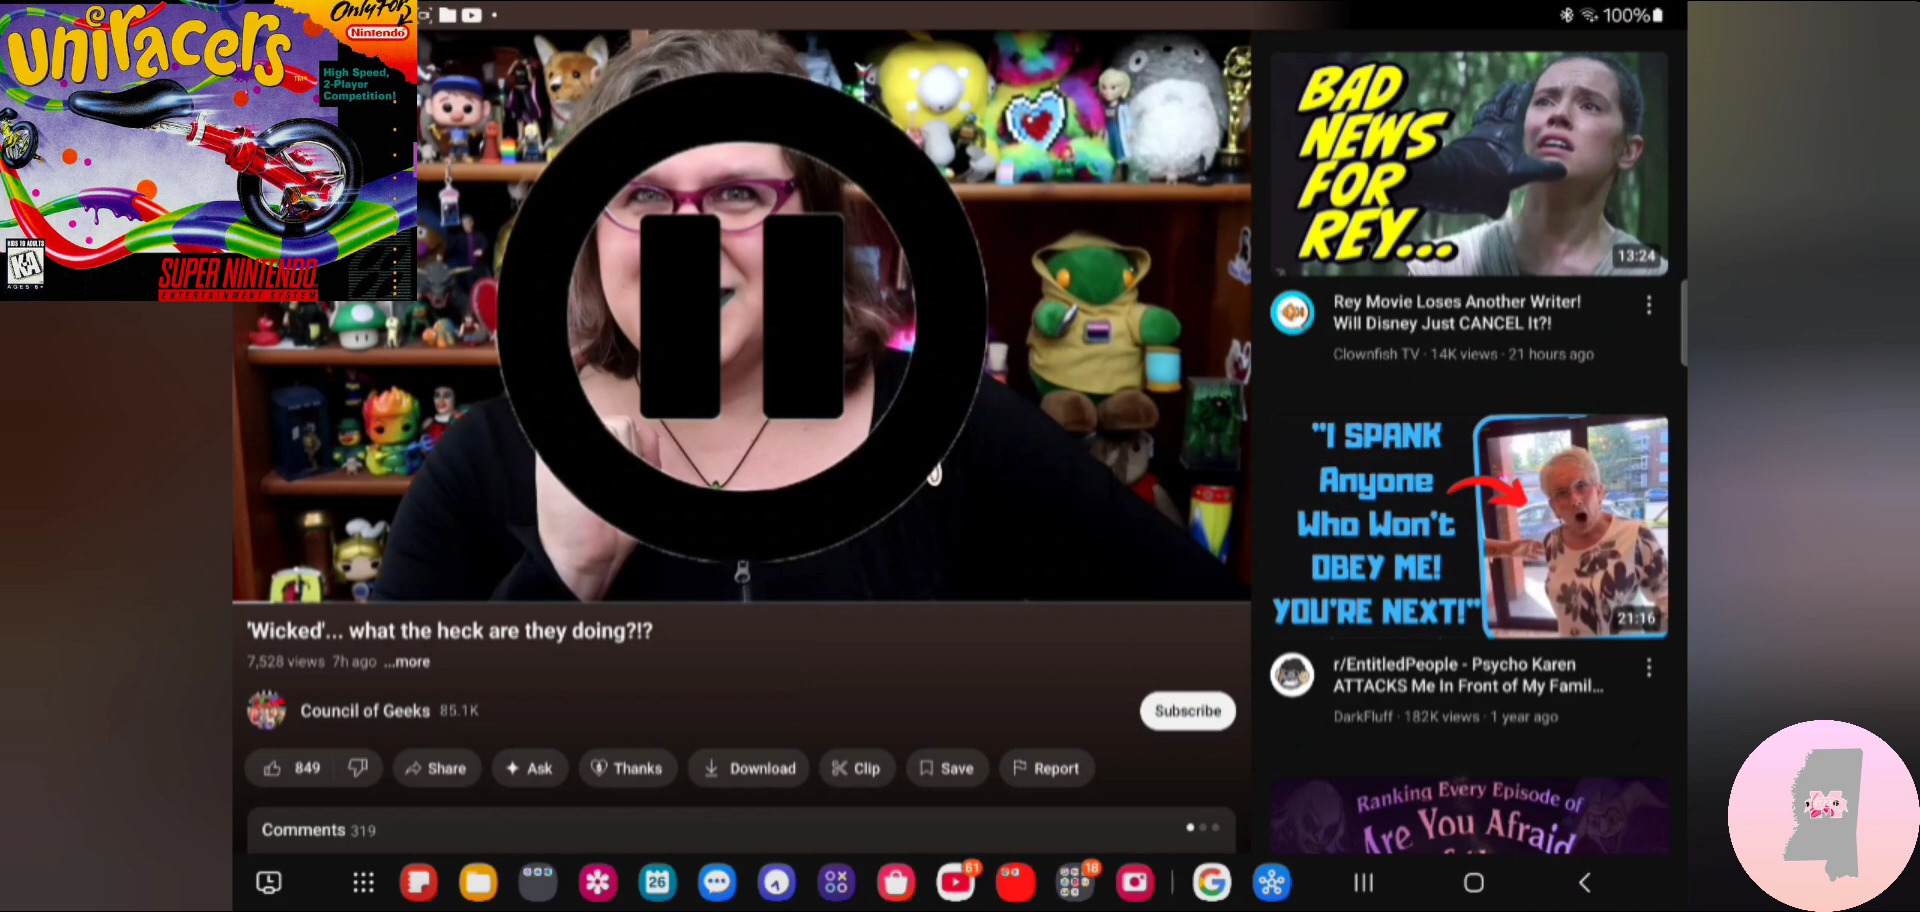 Only For
Nintendo
uniracers
TM
High Speed,
2-Player
Competition!
KIDS TO ADULTS
KA
AGES 6+
SUPER NINTENDO
ENTERTAINMENT SYSTEM
100%
BAD
NEWS
FOR
REY...
13:24
Rey Movie Loses Another Writer!
Will Disney Just CANCEL It?!
Clownfish TV · 14K views · 21 hours ago
"I SPANK
Anyone
Who Won't
OBEY ME!
YOU'RE NEXT!"
21:16
r/EntitledPeople - Psycho Karen
ATTACKS Me In Front of My Famil...
DarkFluff · 182K views · 1 year ago
Ranking Every Episode of
Are You Afraid
'Wicked'... what the heck are they doing?!?
7,528 views 7h ago ...more
Council of Geeks 85.1K
Subscribe
849
Share
Ask
Thanks
Download
Clip
Save
Report
Comments 319
26
61
18